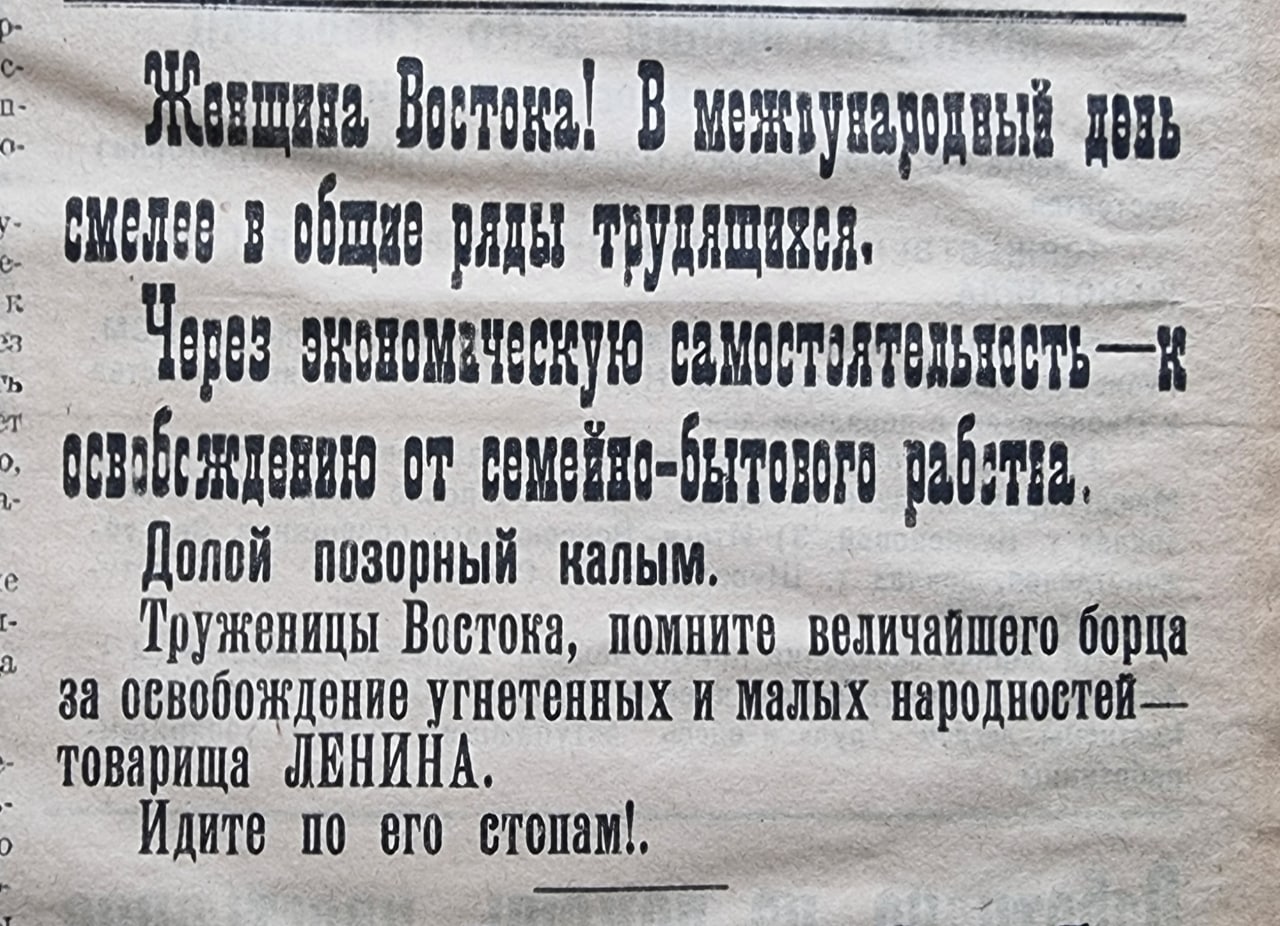 Женщина Востока! В международный день
смелее в общие ряды трудящихся.
Через экономическую самостоятельность—к
освобождению от семейно-бытового рабства.
Долой позорный калым.
Труженицы Востока, помните величайшего борца
за освобождение угнетенных и малых народностей—
товарища ЛЕНИНА.
Идите по его стопам!.